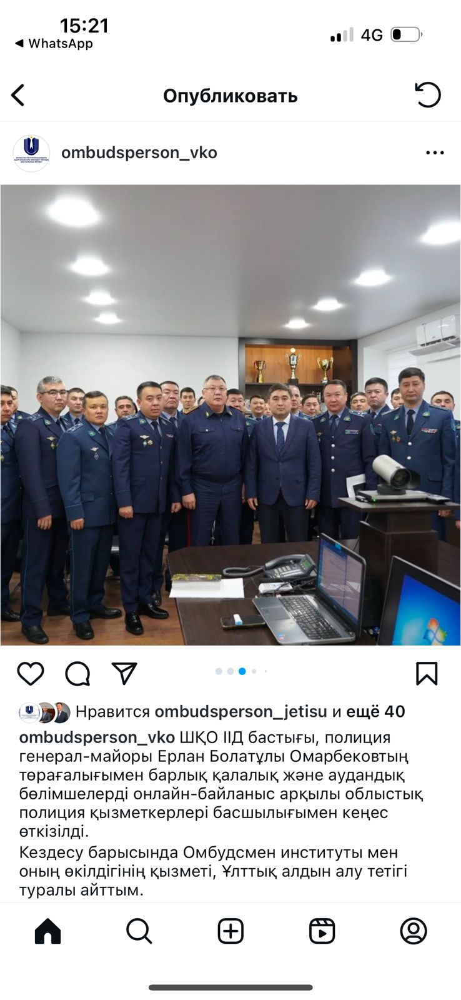 15:21
WhatsApp
4G
Опубликовать
ombudsperson_vko
Нравится ombudsperson_jetisu и ещё 40
ombudsperson_vko ШҚО ІІД бастығы, полиция
генерал-майоры Ерлан Болатұлы Омарбековтың
төрағалығымен барлық қалалық және аудандық
бөлімшелерді онлайн-байланыс арқылы облыстық
полиция қызметкерлері басшылығымен кеңес
өткізілді.
Кездесу барысында Омбудсмен институты мен
оның өкілдігінің қызметі, Ұлттық алдын алу тетігі
туралы айттым.